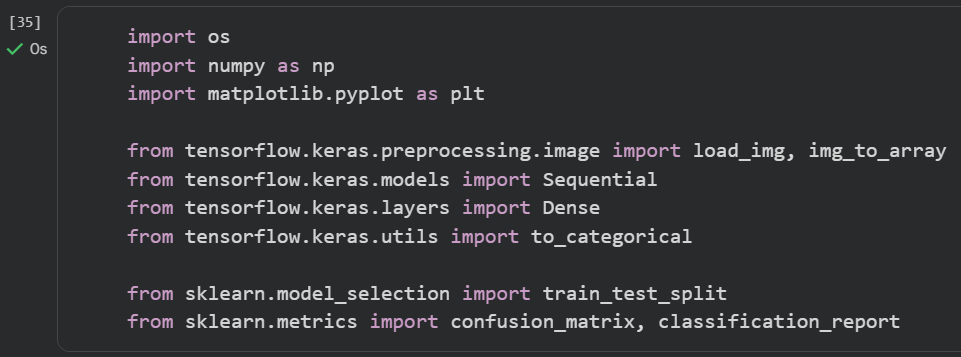 [35]
0s
import os
import numpy as np
import matplotlib.pyplot as plt
from tensorflow.keras.preprocessing.image import load_img, img_to_array
from tensorflow.keras.models import Sequential
from tensorflow.keras.layers import Dense
from tensorflow.keras.utils import to_categorical
from sklearn.model_selection import train_test_split
from sklearn.metrics import confusion_matrix, classification_report